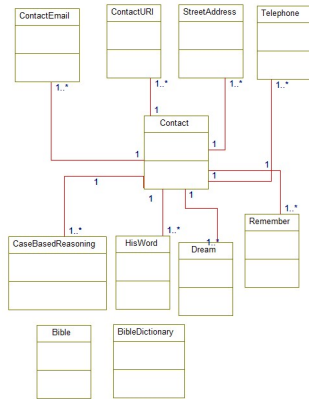 ContactEmail
ContactURI
StreetAddress
Telephone
1..*
1..*
1..*
1..*
1
Contact
1
1
1
1
1
1
1
1
1..*
1..*
1..*
1..*
Remember
CaseBasedReasoning
HisWord
Dream
Bible
BibleDictionary